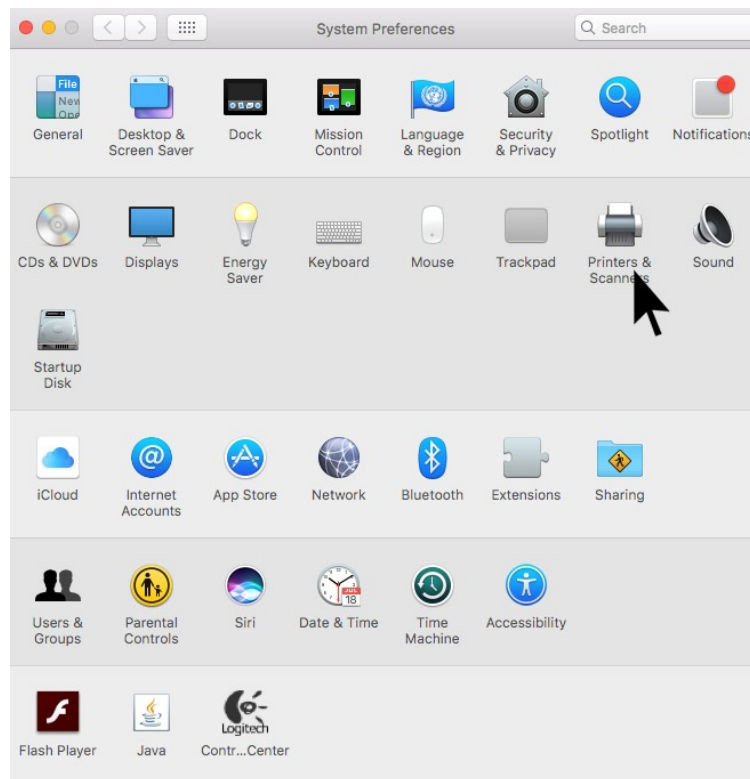 System Preferences
Search
File
New
Ope
General
Desktop &
Screen Saver
Dock
Mission
Control
Language
& Region
Security
& Privacy
Spotlight
Notifications
CDs & DVDs
Displays
Energy
Saver
Keyboard
Mouse
Trackpad
Printers &
Scanners
Sound
Startup
Disk
iCloud
@
Internet
Accounts
App Store
Network
Bluetooth
Extensions
Sharing
Users &
Groups
Parental
Controls
Siri
JUL
18
Date & Time
Time
Machine
Accessibility
Flash Player
Java
Logitech
Contr...Center